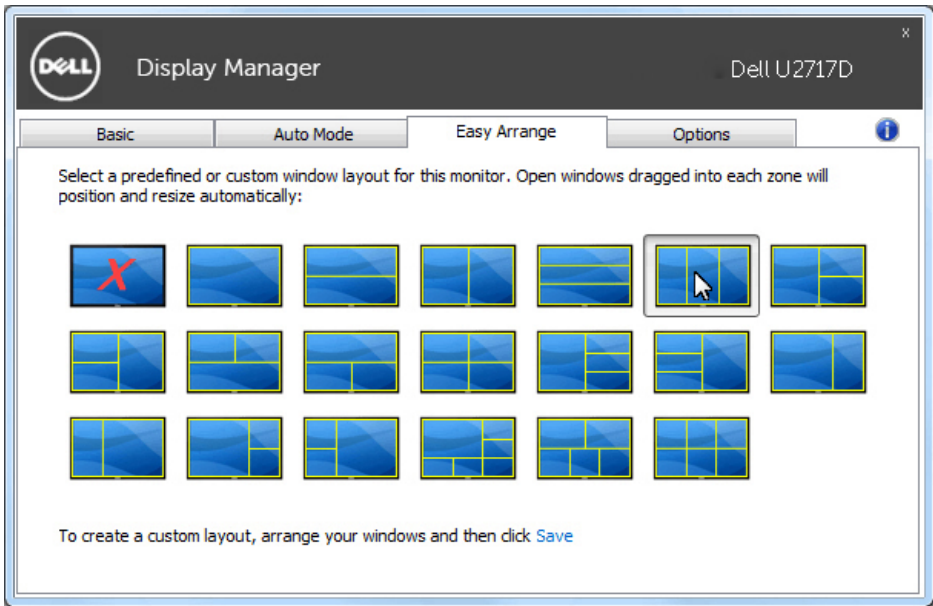 x
DELL
Display Manager
Dell U2717D
Basic
Auto Mode
Easy Arrange
Options
i
Select a predefined or custom window layout for this monitor. Open windows dragged into each zone will
position and resize automatically:
X
To create a custom layout, arrange your windows and then click Save